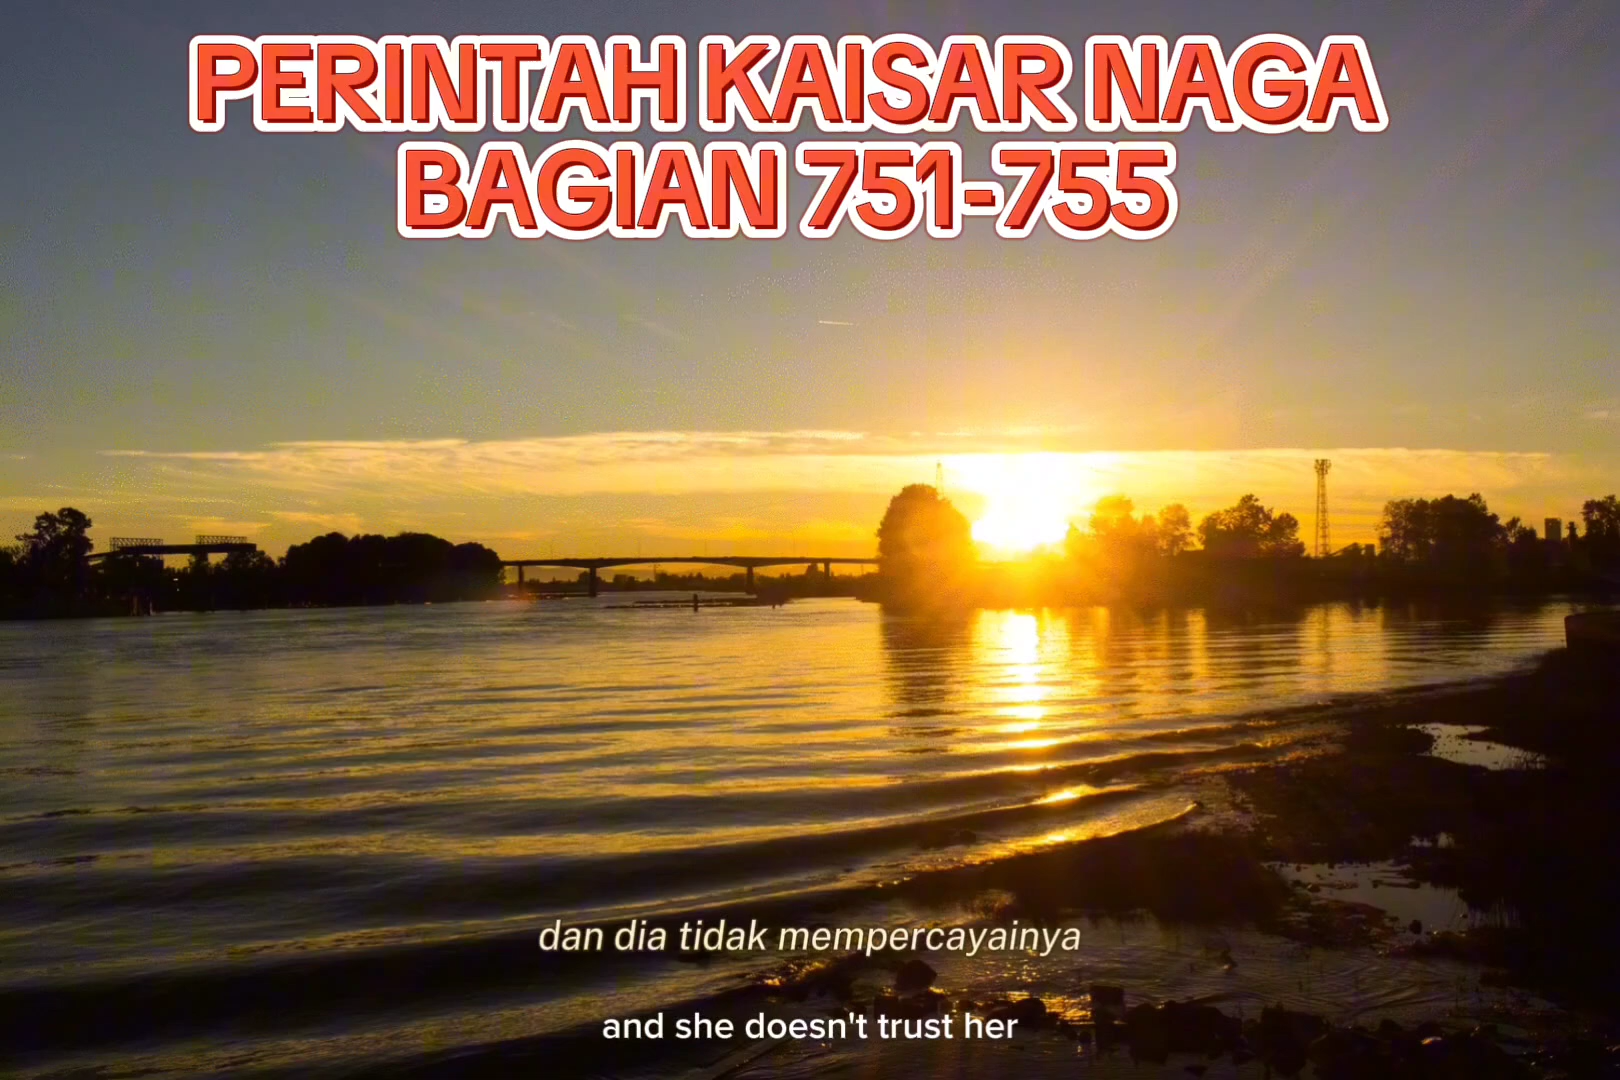 PERINTAH KAISAR NAGA
BAGIAN 751-755
dan dia tidak mempercayainya
and she doesn't trust her